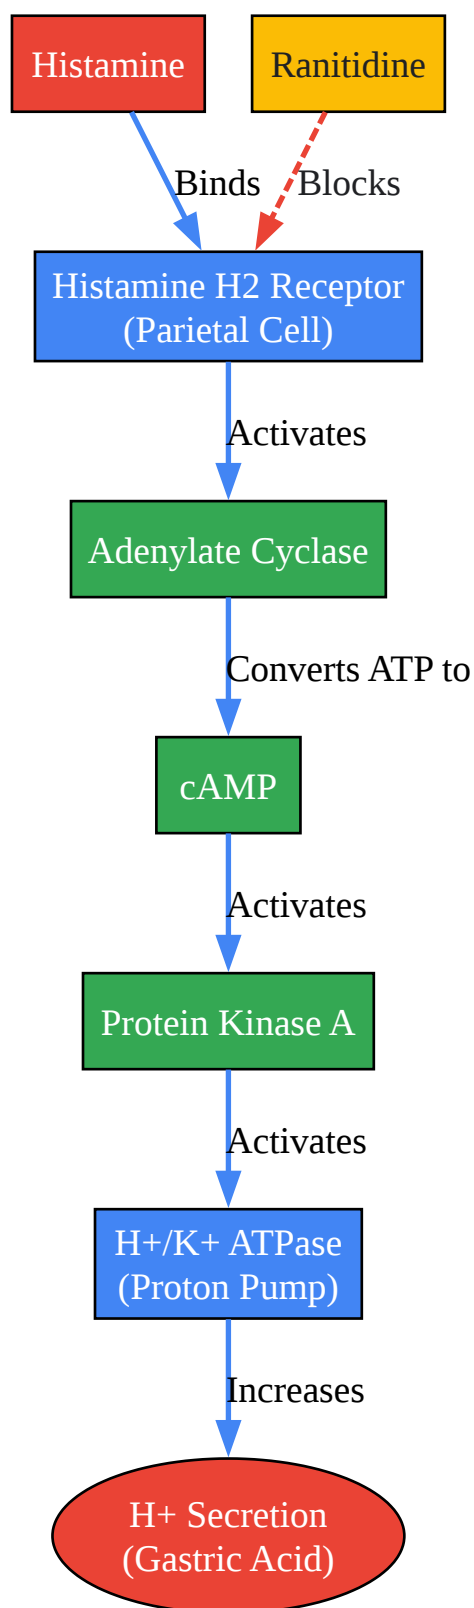 Histamine
Ranitidine
Binds
Blocks
Histamine H2 Receptor
(Parietal Cell)
Activates
Adenylate Cyclase
Converts ATP to
cAMP
Activates
Protein Kinase A
Activates
H+/K+ ATPase
(Proton Pump)
Increases
H+ Secretion
(Gastric Acid)